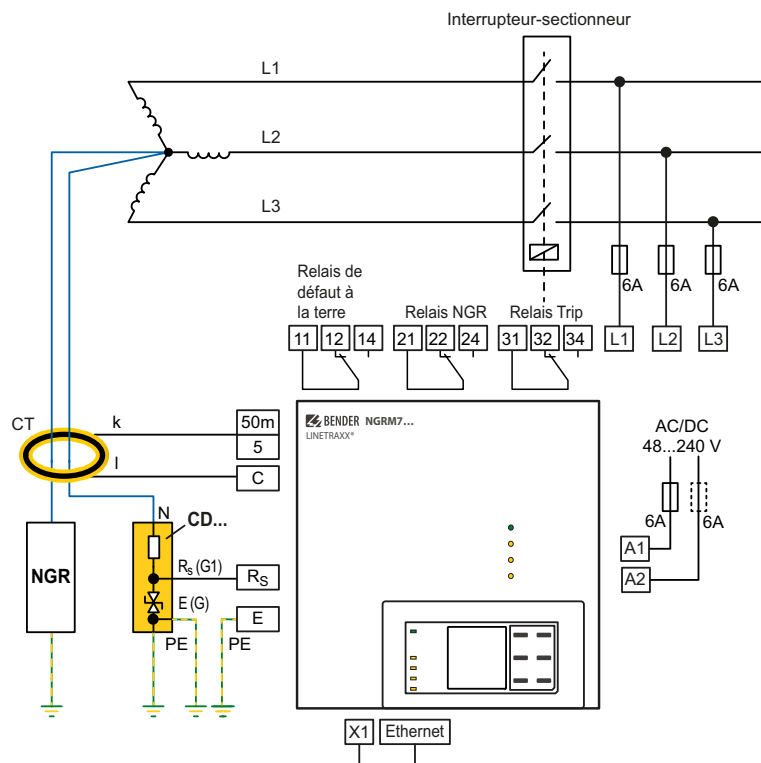 Interrupteur-sectionneur
L1
L2
L3
6A
6A
6A
L1
L2
L3
Relais de
défaut à
la terre
Relais NGR
Relais Trip
11
12
14
21
22
24
31
32
34
CT
k
l
50m
5
C
BENDER NGRM7...
LINETRAXX®
AC/DC
48...240 V
6A
6A
A1
A2
N
CD...
NGR
Rs (G1)
RS
E (G)
E
PE
PE
X1
Ethernet